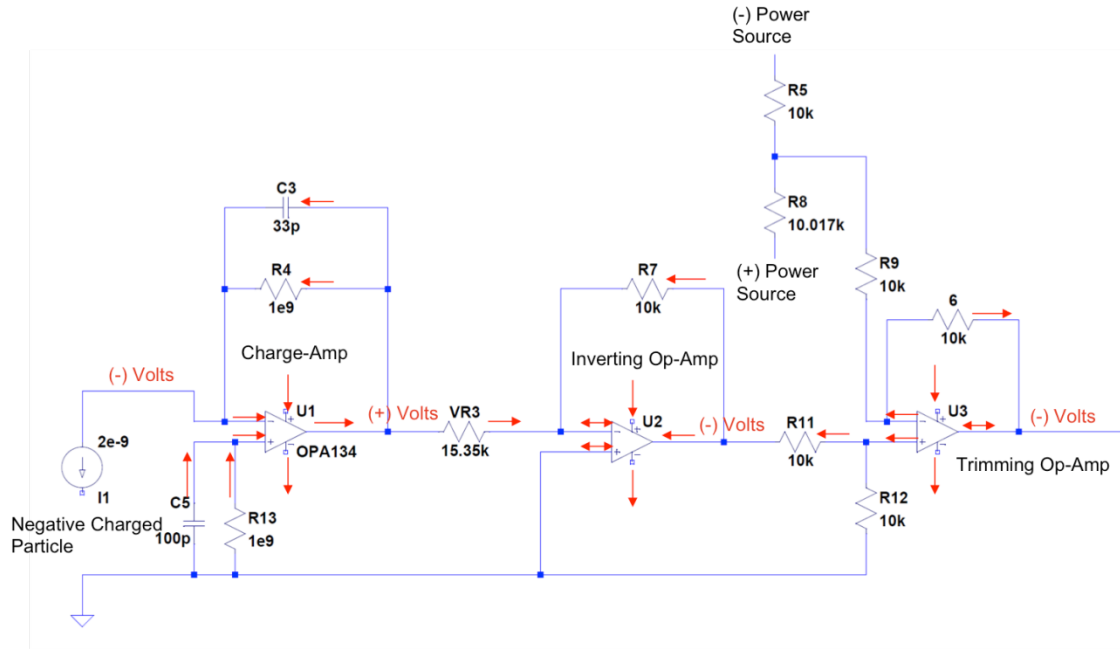 (-) Power
Source
R5
10k
R8
10.017k
(+) Power
Source
R9
10k
C3
33p
R4
1e9
R7
10k
6
10k
Charge-Amp
Inverting Op-Amp
(-) Volts
U1
(+) Volts
VR3
15.35k
U2
(-) Volts
R11
10k
U3
(-) Volts
OPA134
Trimming Op-Amp
2e-9
I1
Negative Charged
Particle
C5
100p
R13
1e9
R12
10k